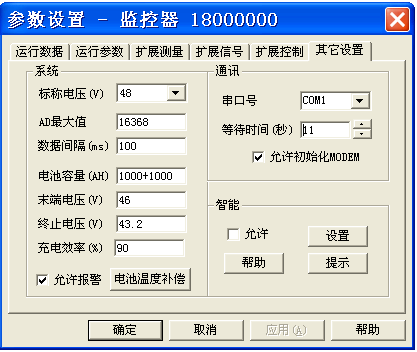 参数设置 - 监控器 18000000
运行数据 运行参数 扩展测量 扩展信号 扩展控制 其它设置
系统
标称电压(V) 48
AD最大值 16368
数据间隔(ms) 100
电池容量(AH) 1000+1000
末端电压(V) 46
终止电压(V) 43.2
充电效率(%) 90
允许报警 电池温度补偿
通讯
串口号 COM1
等待时间(秒) 11
允许初始化MODEM
智能
允许 设置
帮助 提示
确定 取消 应用(A) 帮助